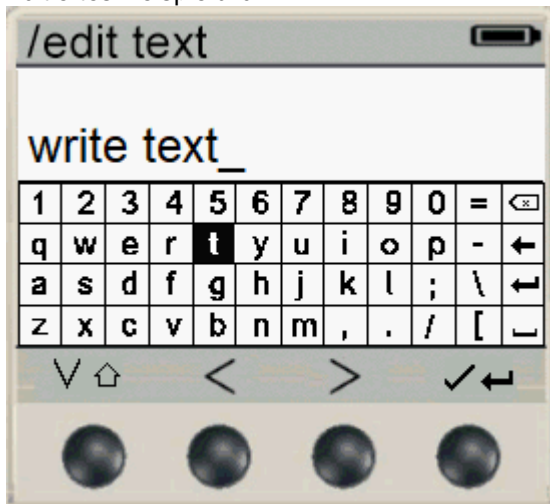 /edit text
write text_
1 2 3 4 5 6 7 8 9 0 =
q w e r t y u i o p - ←
a s d f g h j k l ; \ ↵
z x c v b n m , . / [ ⎵
< >